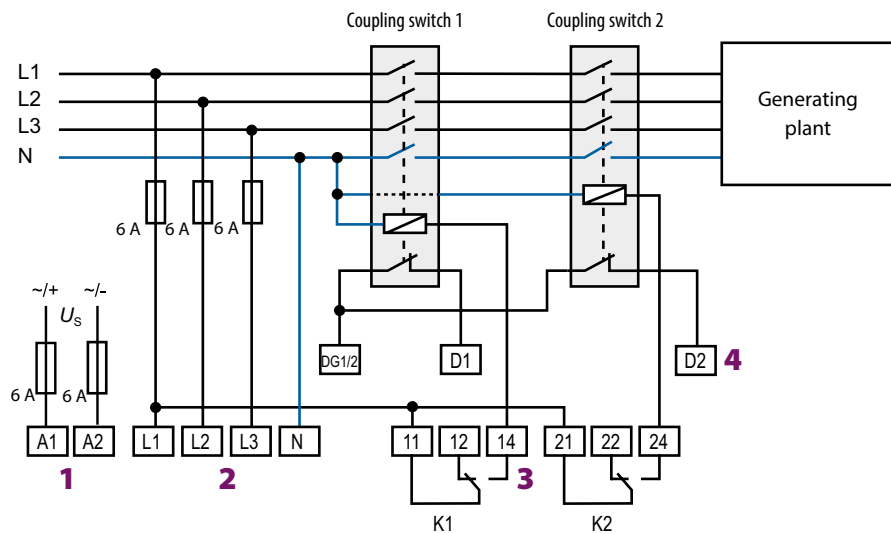 Coupling switch 1
Coupling switch 2
L1
L2
L3
N
Generating
plant
6 A
6 A
6 A
~/+
~/-
US
6 A
6 A
DG1/2
D1
D2
4
A1
A2
L1
L2
L3
N
11
12
14
21
22
24
1
2
3
K1
K2